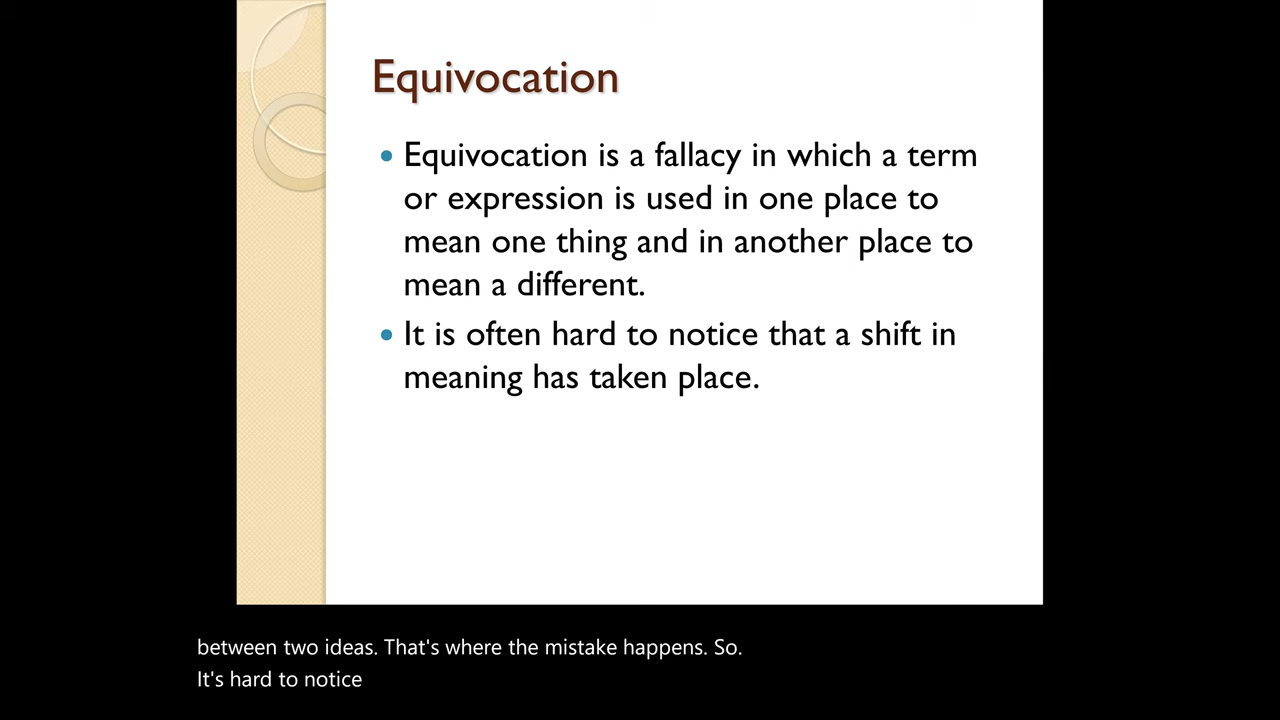 Equivocation
• Equivocation is a fallacy in which a term
or expression is used in one place to
mean one thing and in another place to
mean a different.
• It is often hard to notice that a shift in
meaning has taken place.
between two ideas. That's where the mistake happens. So.
It's hard to notice